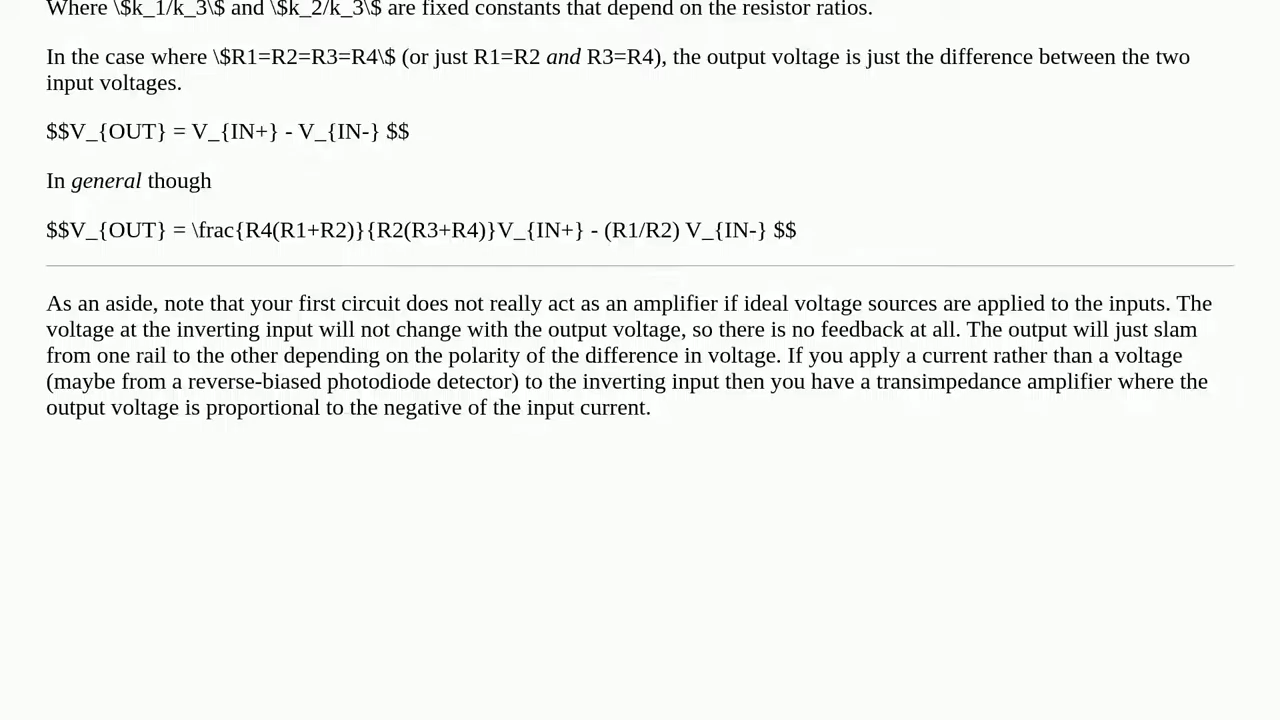 Where \$k_1/k_3\$ and \$k_2/k_3\$ are fixed constants that depend on the resistor ratios.
In the case where \$R1=R2=R3=R4\$ (or just R1=R2 and R3=R4), the output voltage is just the difference between the two
input voltages.
$$V_{OUT} = V_{IN+} - V_{IN-} $$
In general though
$$V_{OUT} = \frac{R4(R1+R2)}{R2(R3+R4)}V_{IN+} - (R1/R2) V_{IN-} $$
As an aside, note that your first circuit does not really act as an amplifier if ideal voltage sources are applied to the inputs. The
voltage at the inverting input will not change with the output voltage, so there is no feedback at all. The output will just slam
from one rail to the other depending on the polarity of the difference in voltage. If you apply a current rather than a voltage
(maybe from a reverse-biased photodiode detector) to the inverting input then you have a transimpedance amplifier where the
output voltage is proportional to the negative of the input current.